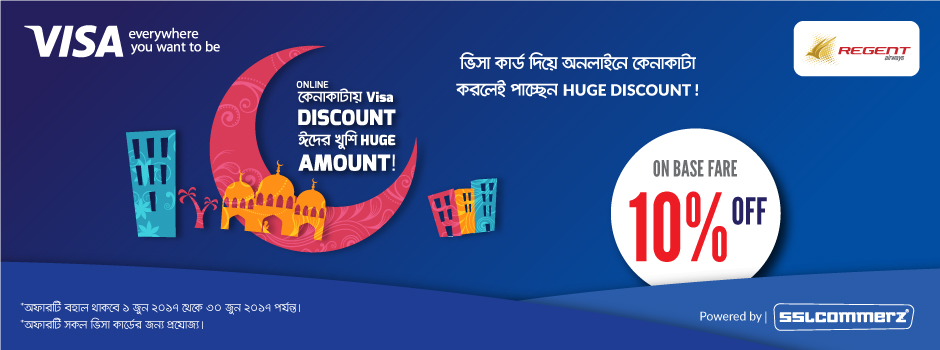 VISA everywhere
you want to be
REGENT
airways
ONLINE
কেনাকাটায় Visa
DISCOUNT
ঈদের খুশি HUGE
AMOUNT!
ভিসা কার্ড দিয়ে অনলাইনে কেনাকাটা
করলেই পাচ্ছেন HUGE DISCOUNT !
ON BASE FARE
10% OFF
*অফারটি বহাল থাকবে ১ জুন ২০১৭ থেকে ৩০ জুন ২০১৭ পর্যন্ত।
*অফারটি সকল ভিসা কার্ডের জন্য প্রযোজ্য।
Powered by | SSLCOMMERZ